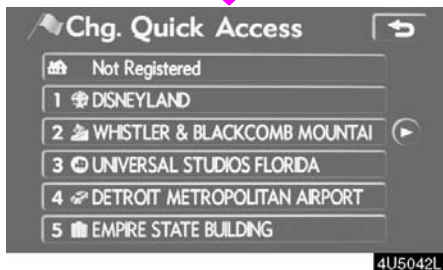 Chg. Quick Access
Not Registered
1 DISNEYLAND
2 WHISTLER & BLACKCOMB MOUNTAI
3 UNIVERSAL STUDIOS FLORIDA
4 DETROIT METROPOLITAN AIRPORT
5 EMPIRE STATE BUILDING
4U5042L